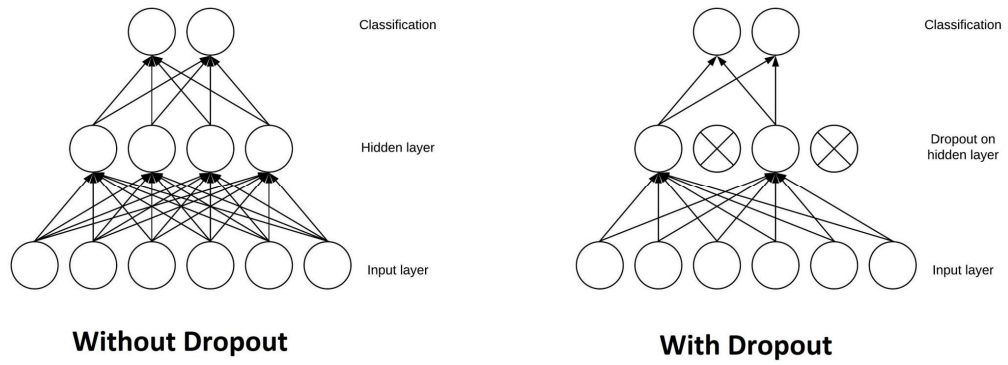 Classification
Hidden layer
Input layer
Without Dropout
Classification
Dropout on
hidden layer
Input layer
With Dropout